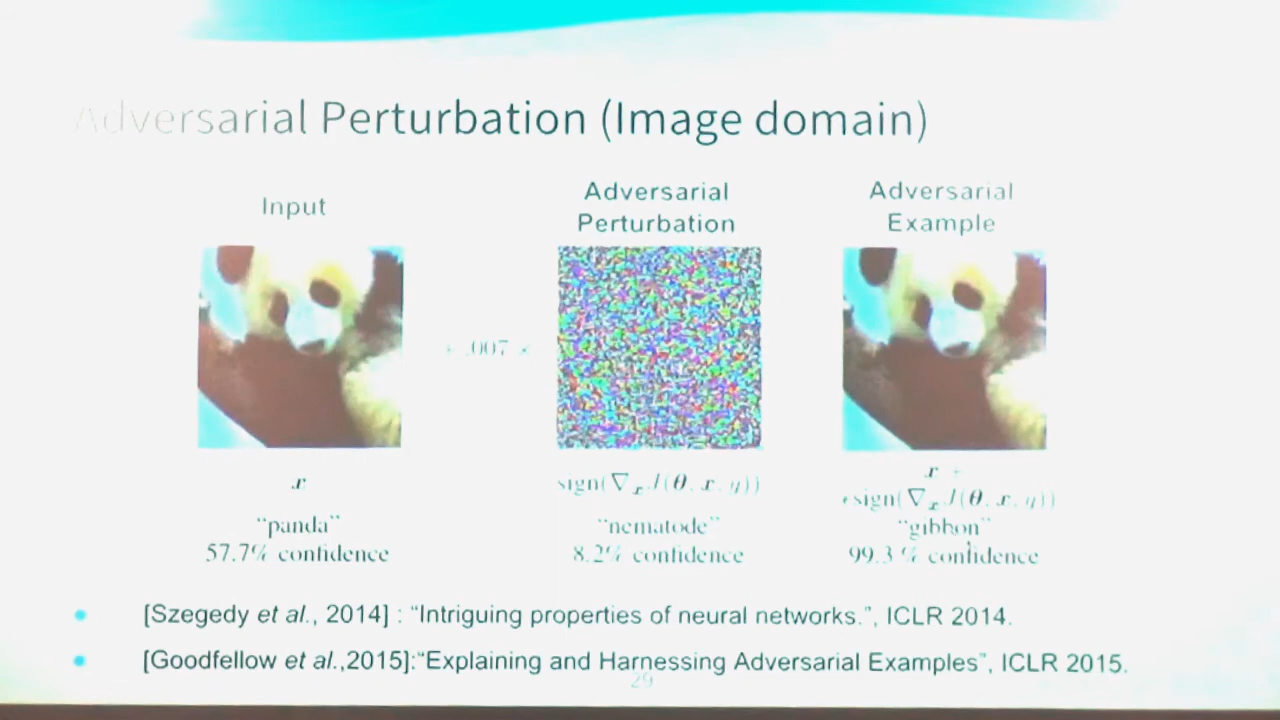 Adversarial Perturbation (Image domain)
Input
Adversarial
Perturbation
Adversarial
Example
+ .007 ×
x
sign(∇ₓJ(θ, x, y))
x +
ϵsign(∇ₓJ(θ, x, y))
"panda"
57.7% confidence
"nematode"
8.2% confidence
"gibbon"
99.3 % confidence
[Szegedy et al., 2014] : "Intriguing properties of neural networks.", ICLR 2014.
[Goodfellow et al.,2015]:"Explaining and Harnessing Adversarial Examples", ICLR 2015.
29